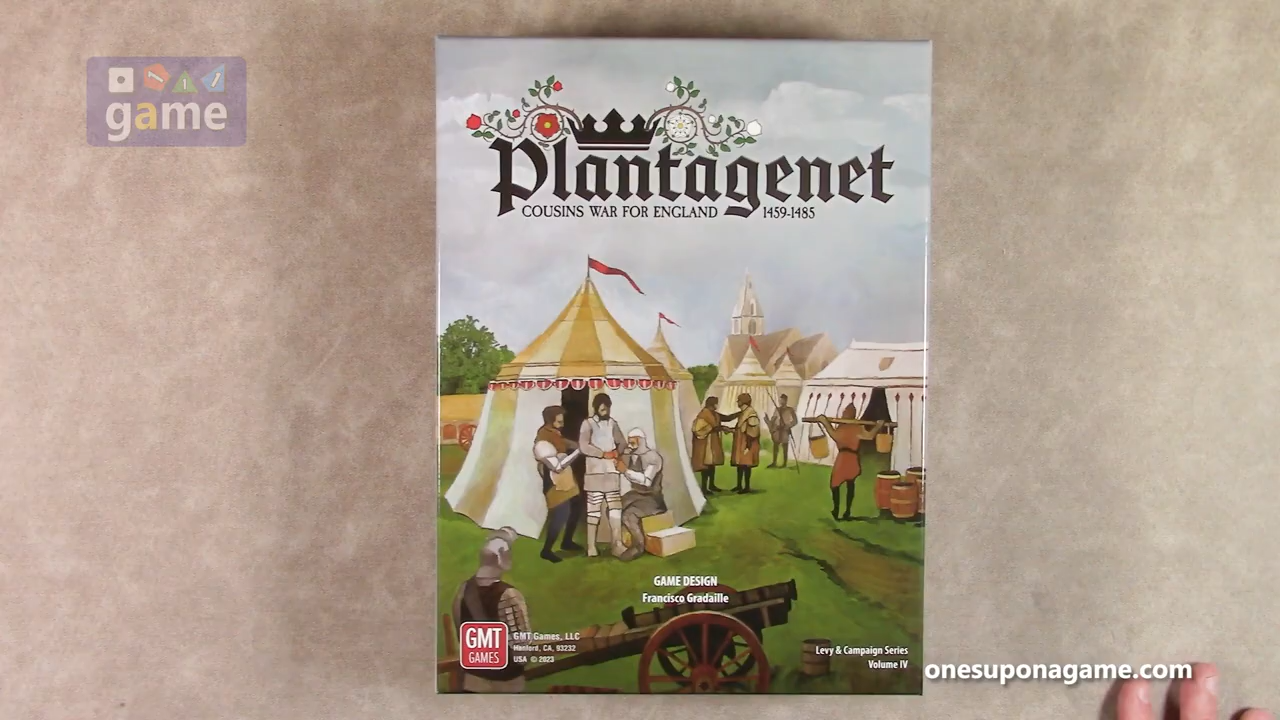 game
Plantagenet
COUSINS WAR FOR ENGLAND 1459-1485
GAME DESIGN
Francisco Gradaille
GMT
GAMES
GMT Games, LLC
Hanford, CA, 93232
USA © 2023
Levy & Campaign Series
Volume IV
onesuponagame.com